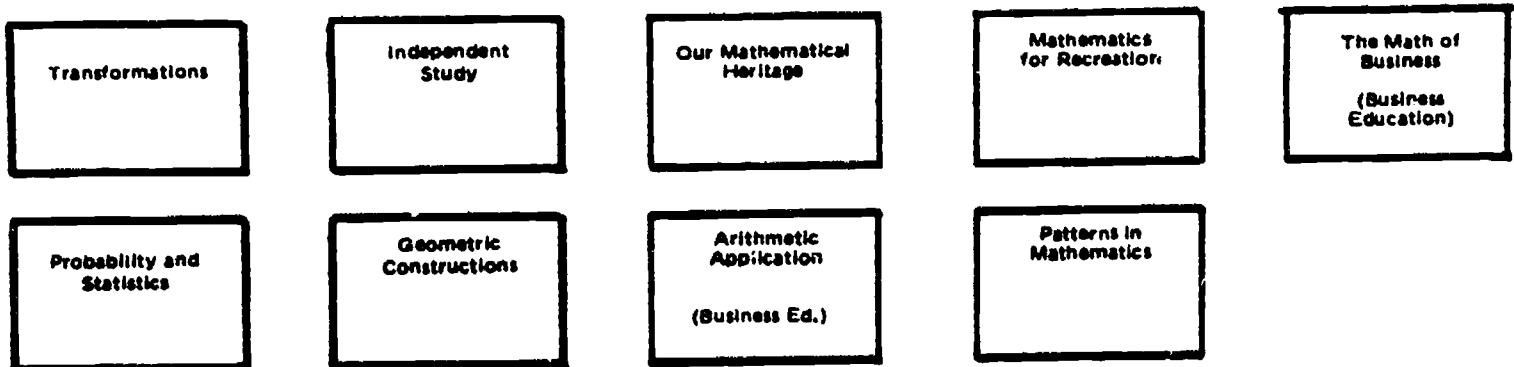 Transformations
Independent
Study
Our Mathematical
Heritage
Mathematics
for Recreation
The Math of
Business
(Business
Education)
Probability and
Statistics
Geometric
Constructions
Arithmetic
Application
(Business Ed.)
Patterns in
Mathematics